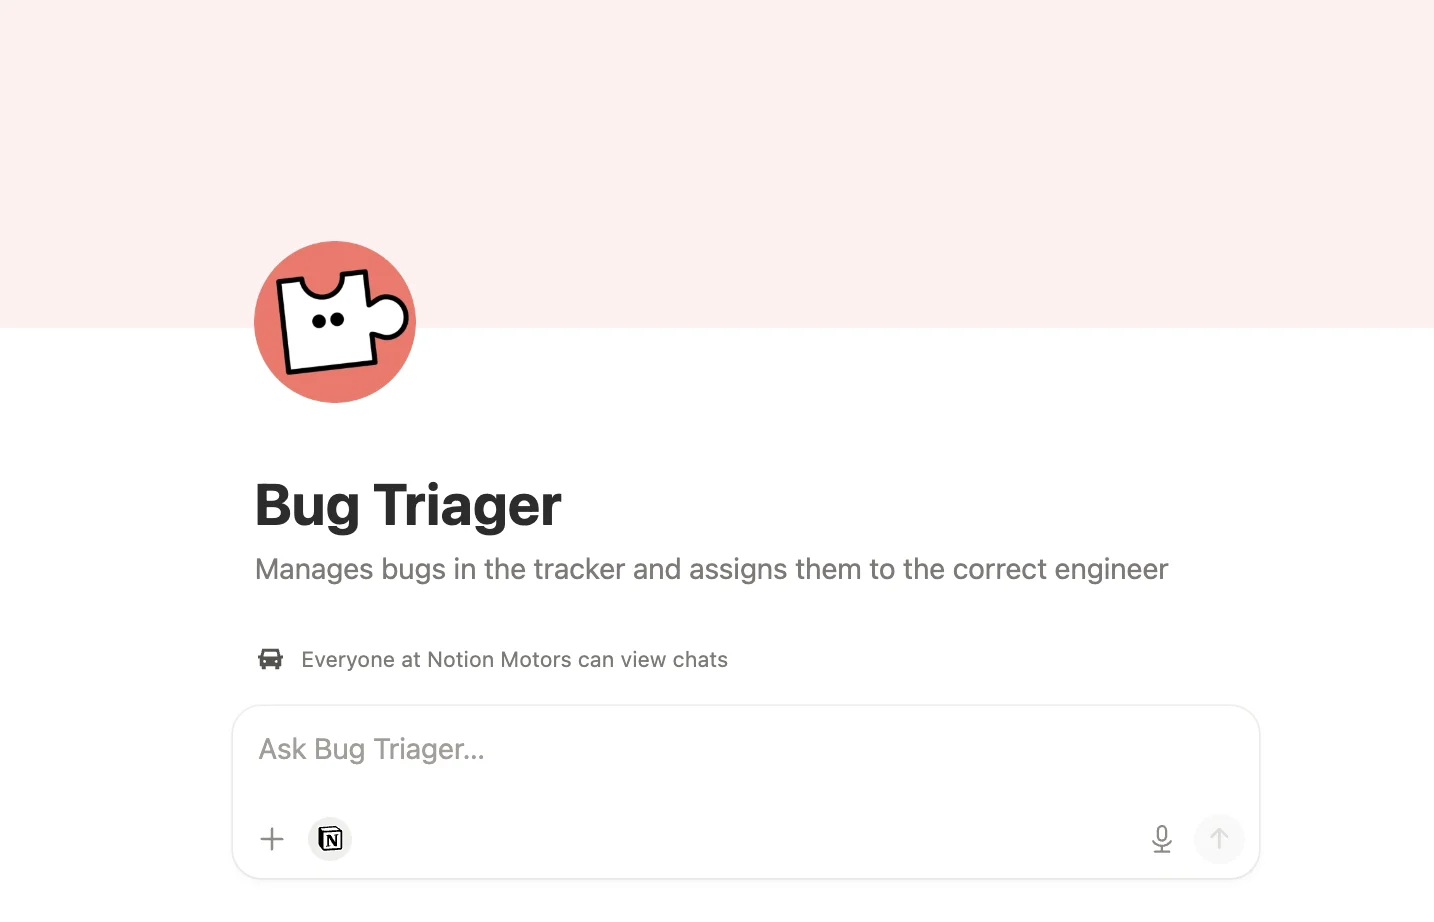 Bug Triager
Manages bugs in the tracker and assigns them to the correct engineer
Everyone at Notion Motors can view chats
Ask Bug Triager...
N